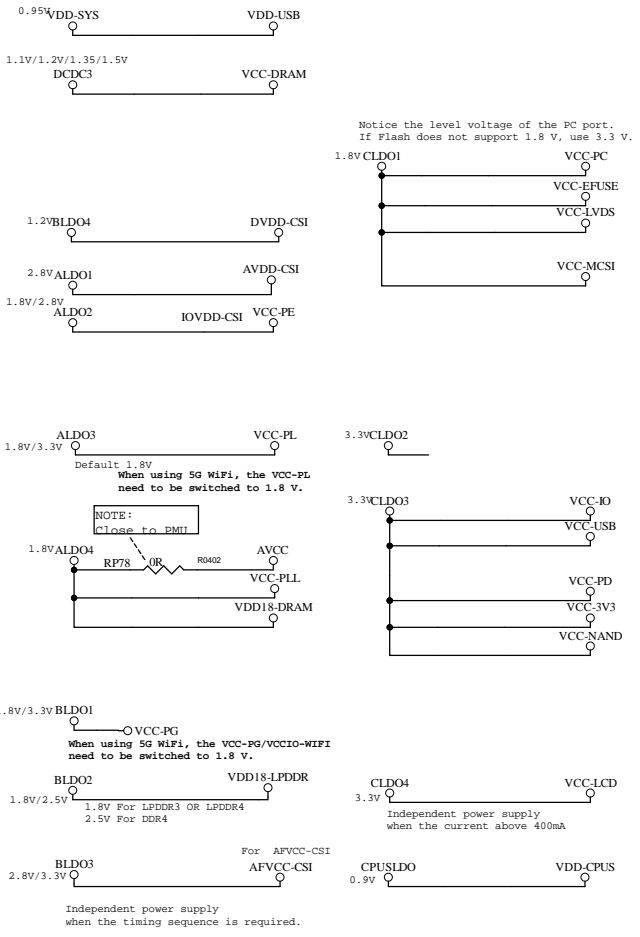 0.95V
VDD-SYS VDD-USB
1.1V/1.2V/1.35/1.5V
DCDC3 VCC-DRAM
1.2V BLDO4 DVDD-CSI
2.8V ALDO1 AVDD-CSI
1.8V/2.8V
ALDO2 IOVDD-CSI VCC-PE
Notice the level voltage of the PC port.
If Flash does not support 1.8 V, use 3.3 V.
1.8V CLDO1 VCC-PC
VCC-EFUSE
VCC-LVDS
VCC-MCSI
ALDO3 VCC-PL
1.8V/3.3V
Default 1.8V
When using 5G WiFi, the VCC-PL
need to be switched to 1.8 V.
3.3V CLDO2
NOTE:
Close to PMU
1.8V ALDO4 AVCC
RP78 0R R0402
VCC-PLL
VDD18-DRAM
3.3V CLDO3 VCC-IO
VCC-USB
VCC-PD
VCC-3V3
VCC-NAND
.8V/3.3V BLDO1
VCC-PG
When using 5G WiFi, the VCC-PG/VCCIO-WIFI
need to be switched to 1.8 V.
BLDO2 VDD18-LPDDR
1.8V/2.5V
1.8V For LPDDR3 OR LPDDR4
2.5V For DDR4
CLDO4 VCC-LCD
3.3V
Independent power supply
when the current above 400mA
For AFVCC-CSI
BLDO3 AFVCC-CSI
2.8V/3.3V
Independent power supply
when the timing sequence is required.
CPUSLDO VDD-CPUS
0.9V